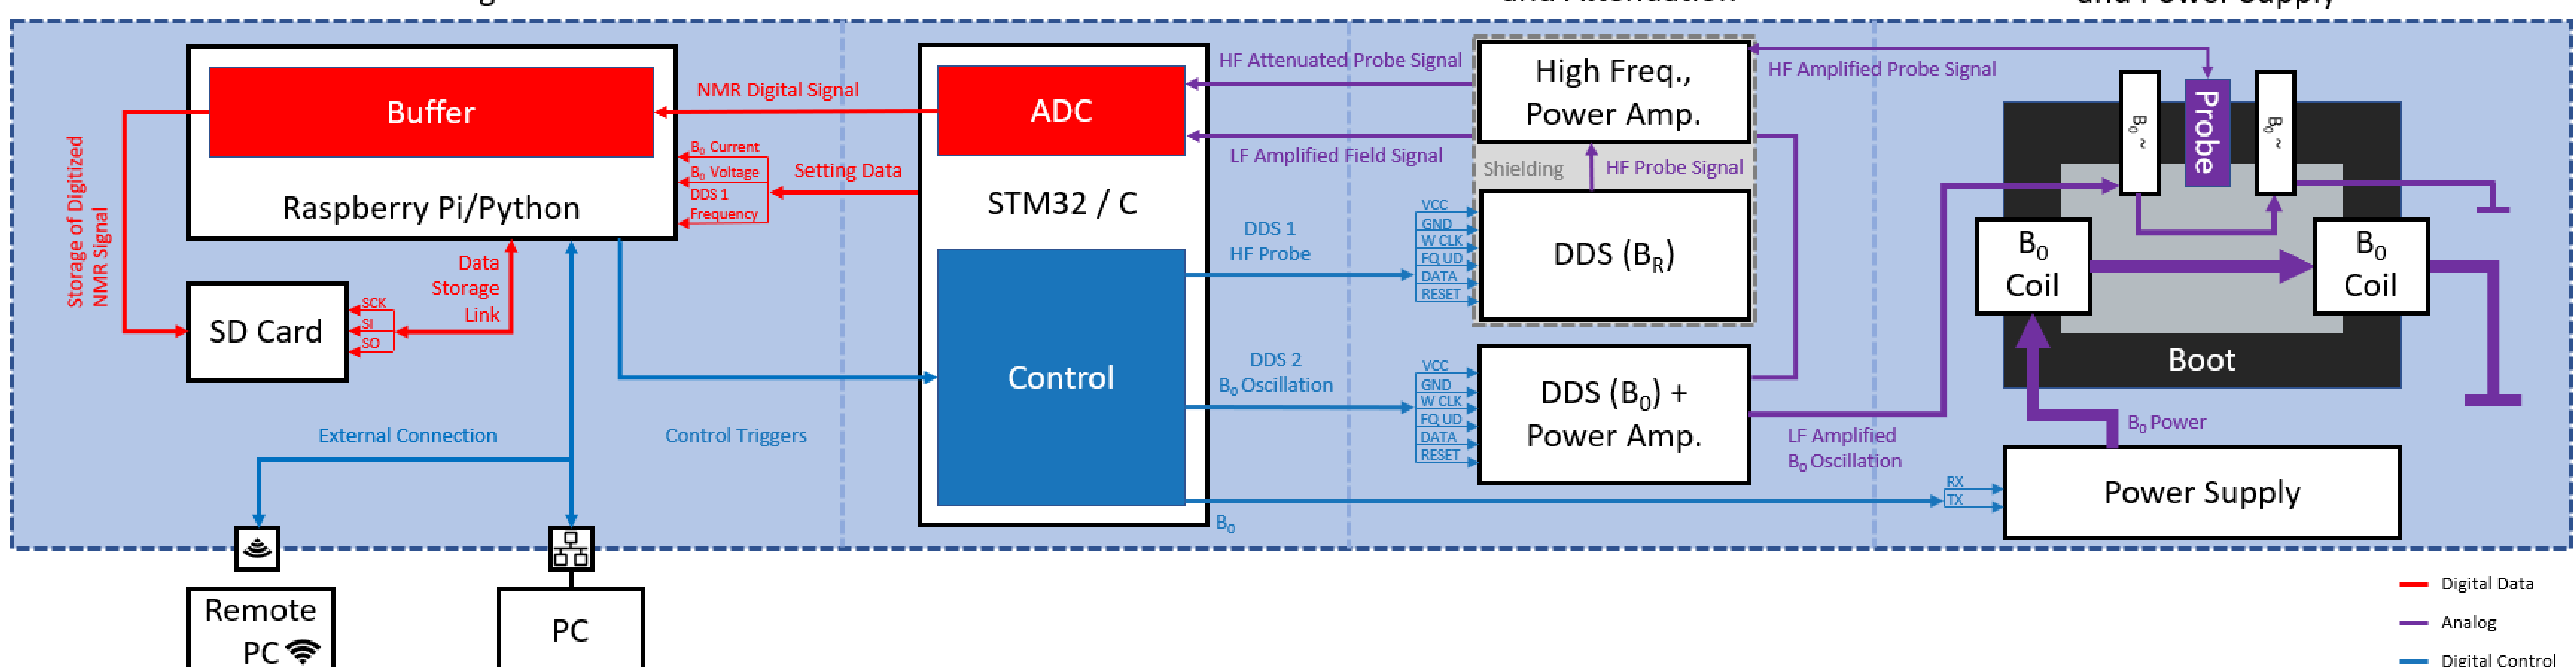 and Power Supply
Buffer
Raspberry Pi/Python
NMR Digital Signal
B₀ Current
B₀ Voltage
DDS 1
Frequency
Setting Data
Storage of Digitized
NMR Signal
SD Card
SCK
SI
SO
Data
Storage
Link
External Connection
Control Triggers
Remote
PC
PC
ADC
STM32 / C
Control
HF Attenuated Probe Signal
LF Amplified Field Signal
DDS 1
HF Probe
DDS 2
B₀ Oscillation
B₀
High Freq.,
Power Amp.
Shielding
HF Probe Signal
VCC
GND
W CLK
FQ UD
DATA
RESET
DDS (B_R)
VCC
GND
W CLK
FQ UD
DATA
RESET
DDS (B₀) +
Power Amp.
HF Amplified Probe Signal
LF Amplified
B₀ Oscillation
B₀ ~
Probe
B₀ ~
B₀
Coil
B₀
Coil
Boot
B₀ Power
RX
TX
Power Supply
Digital Data
Analog
Digital Control